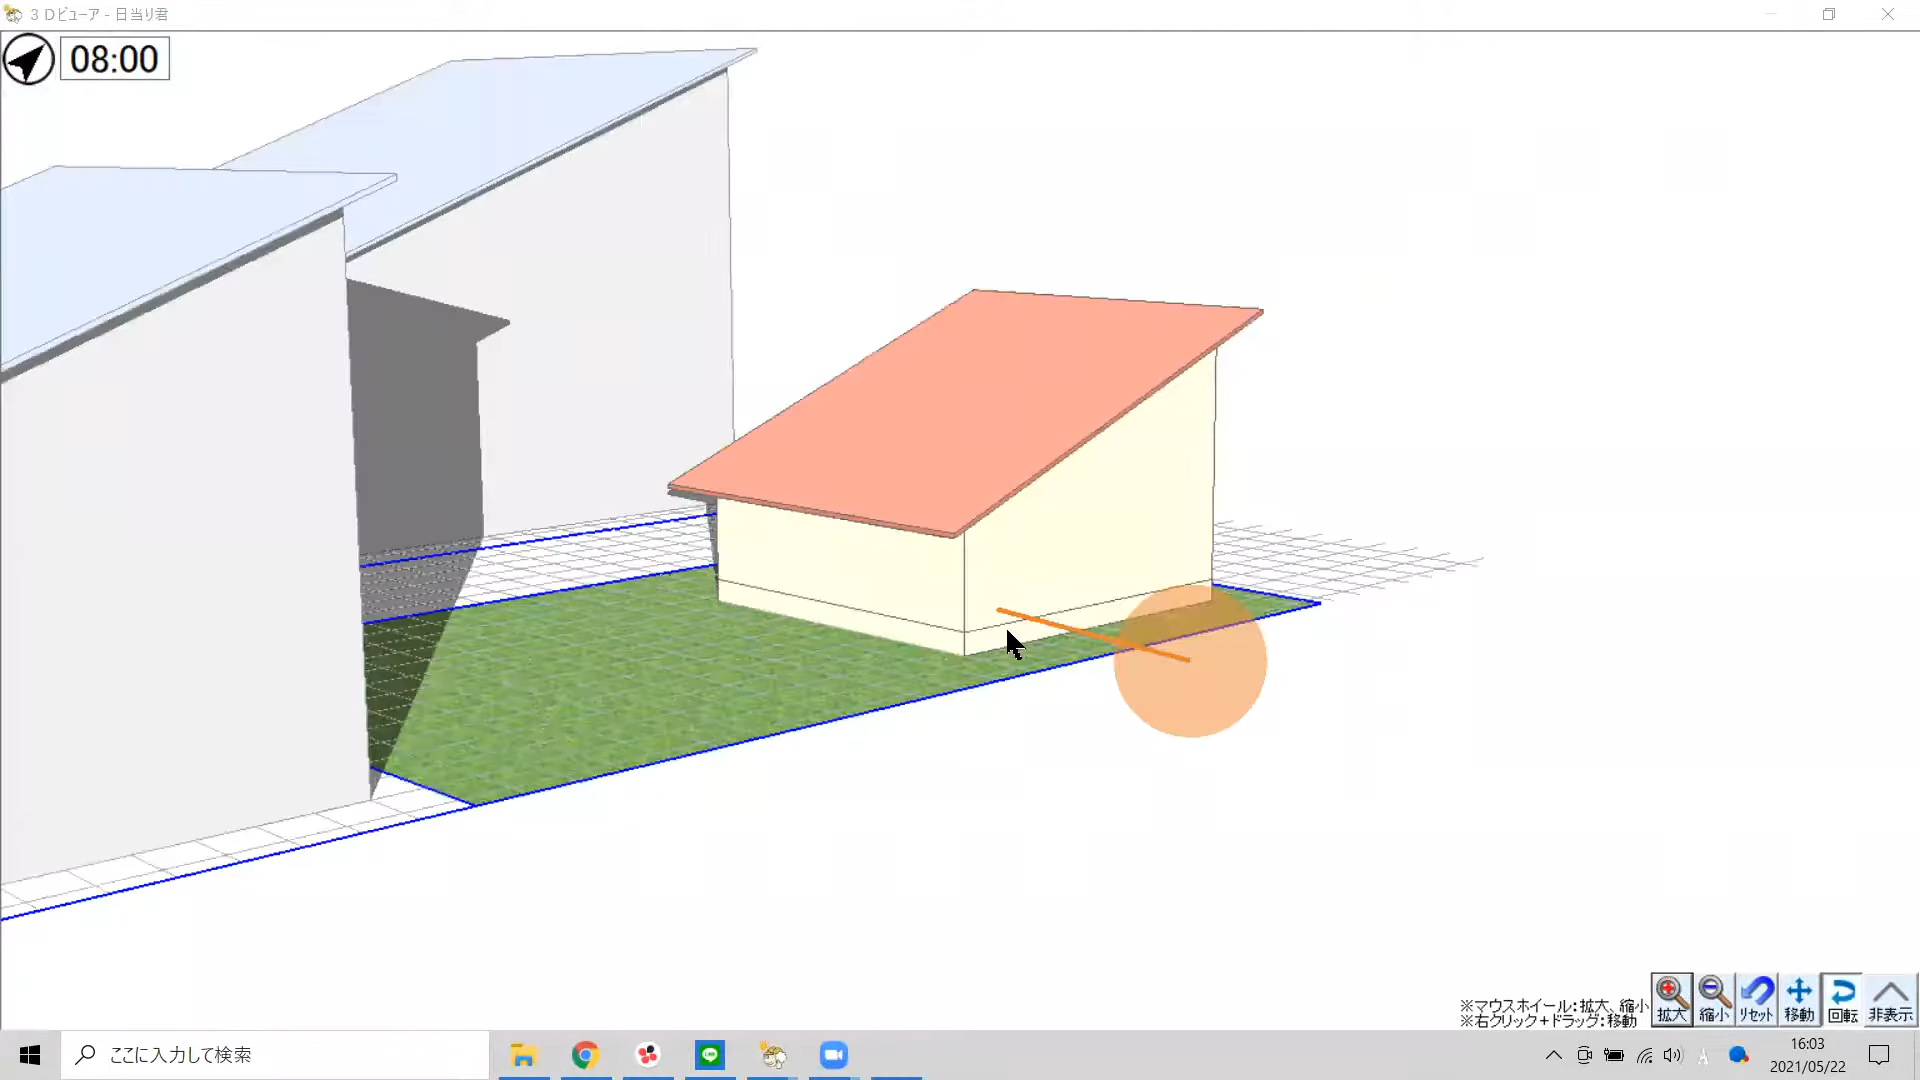 ３Ｄビューア - 日当り君
08:00
※マウスホイール：拡大、縮小
※右クリック＋ドラッグ：移動
拡大
縮小
リセット
移動
回転
非表示
ここに入力して検索
16:03
2021/05/22